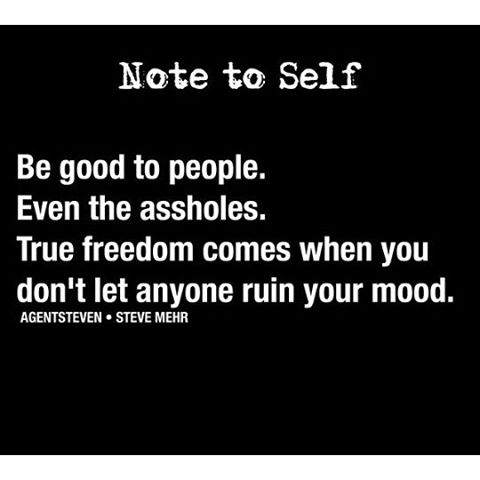 Note to Self
Be good to people.
Even the assholes.
True freedom comes when you
don't let anyone ruin your mood.
AGENTSTEVEN • STEVE MEHR